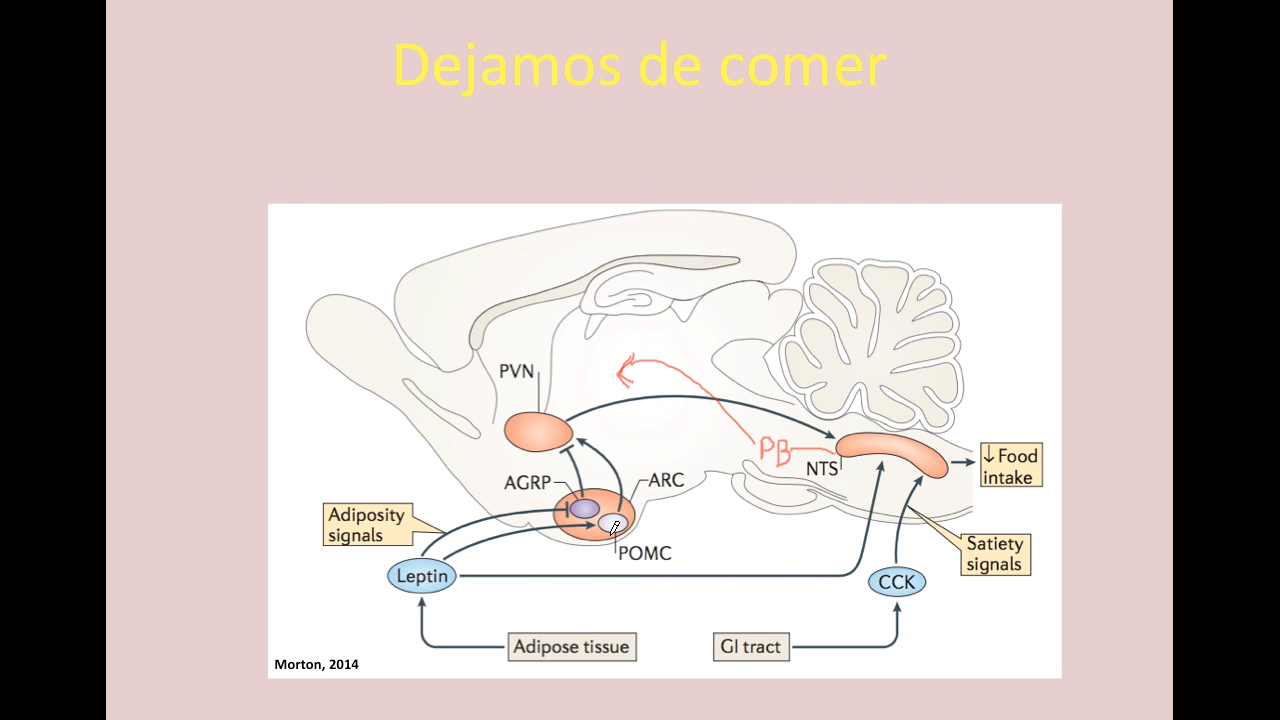 Dejamos de comer
PVN
PB
NTS
↓ Food
intake
AGRP
ARC
Adiposity
signals
POMC
Satiety
signals
Leptin
CCK
Adipose tissue
GI tract
Morton, 2014